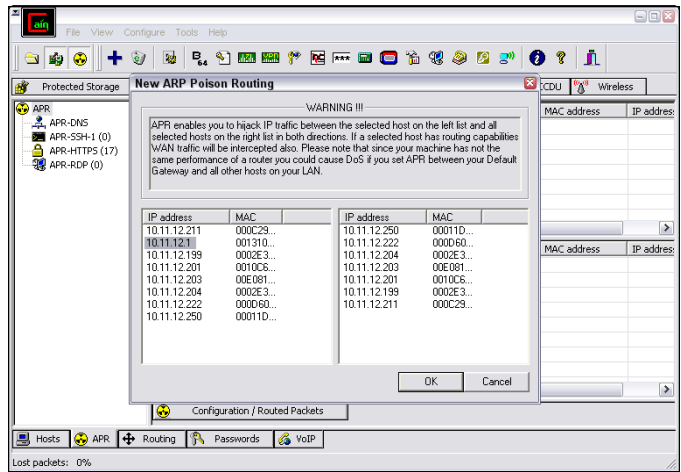 Cain
File View Configure Tools Help
B 64
Protected Storage
CCDU
Wireless
New ARP Poison Routing
WARNING !!!
APR enables you to hijack IP traffic between the selected host on the left list and all
selected hosts on the right list in both directions. If a selected host has routing capabilities
WAN traffic will be intercepted also. Please note that since your machine has not the
same performance of a router you could cause DoS if you set APR between your Default
Gateway and all other hosts on your LAN.
APR
APR-DNS
APR-SSH-1 (0)
APR-HTTPS (17)
APR-RDP (0)
MAC address IP addres
IP address MAC IP address MAC
10.11.12.211 000C29... 10.11.12.250 00011D...
10.11.12.1 001310... 10.11.12.222 000D60...
10.11.12.199 0002E3... 10.11.12.204 0002E3...
10.11.12.201 0010C6... 10.11.12.203 00E081...
10.11.12.203 00E081... 10.11.12.201 0010C6...
10.11.12.204 0002E3... 10.11.12.199 0002E3...
10.11.12.222 000D60... 10.11.12.211 000C29...
10.11.12.250 00011D...
MAC address IP addres
OK Cancel
Configuration / Routed Packets
Hosts APR Routing Passwords VoIP
Lost packets: 0%